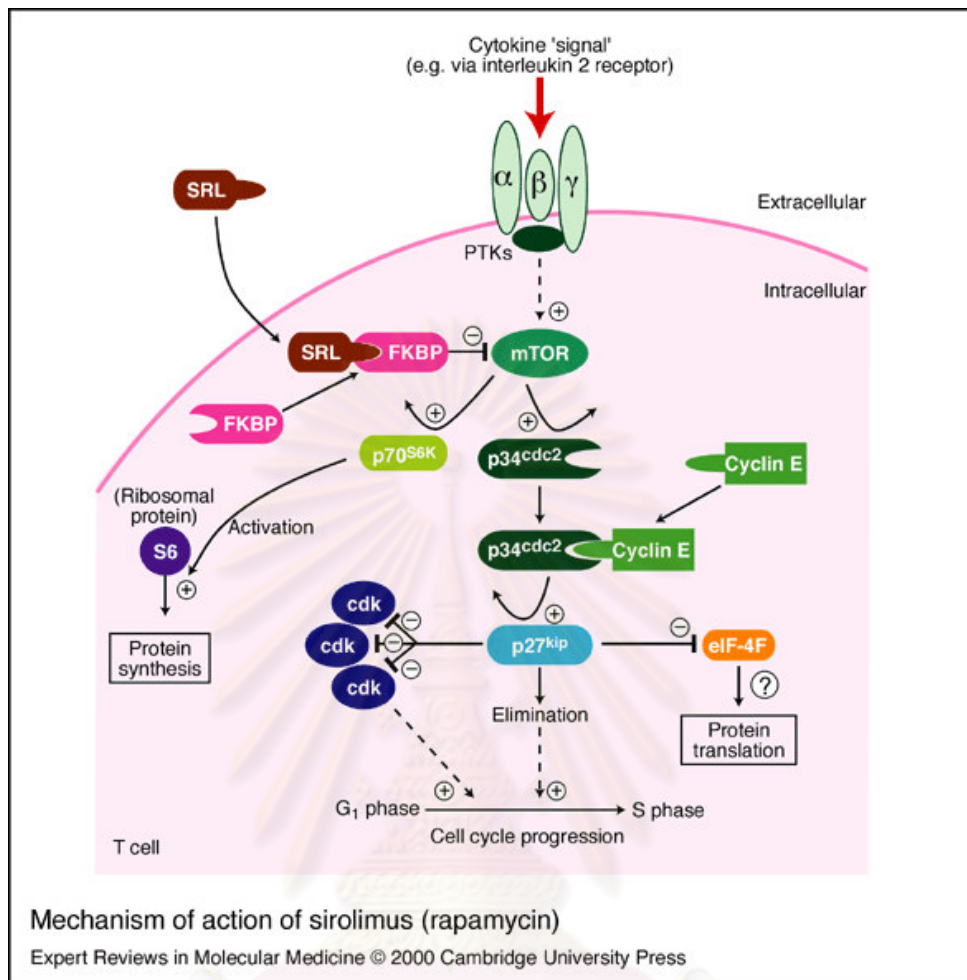 Cytokine 'signal'
(e.g. via interleukin 2 receptor)
α
β
γ
SRL
Extracellular
PTKs
Intracellular
+
SRL
FKBP
−
mTOR
FKBP
+
+
p70S6K
p34cdc2
Cyclin E
(Ribosomal
protein)
Activation
S6
p34cdc2
Cyclin E
+
cdk
−
+
−
cdk
−
p27kip
eIF-4F
Protein
synthesis
−
cdk
?
Elimination
Protein
translation
+
+
G1 phase
S phase
Cell cycle progression
T cell
Mechanism of action of sirolimus (rapamycin)
Expert Reviews in Molecular Medicine © 2000 Cambridge University Press